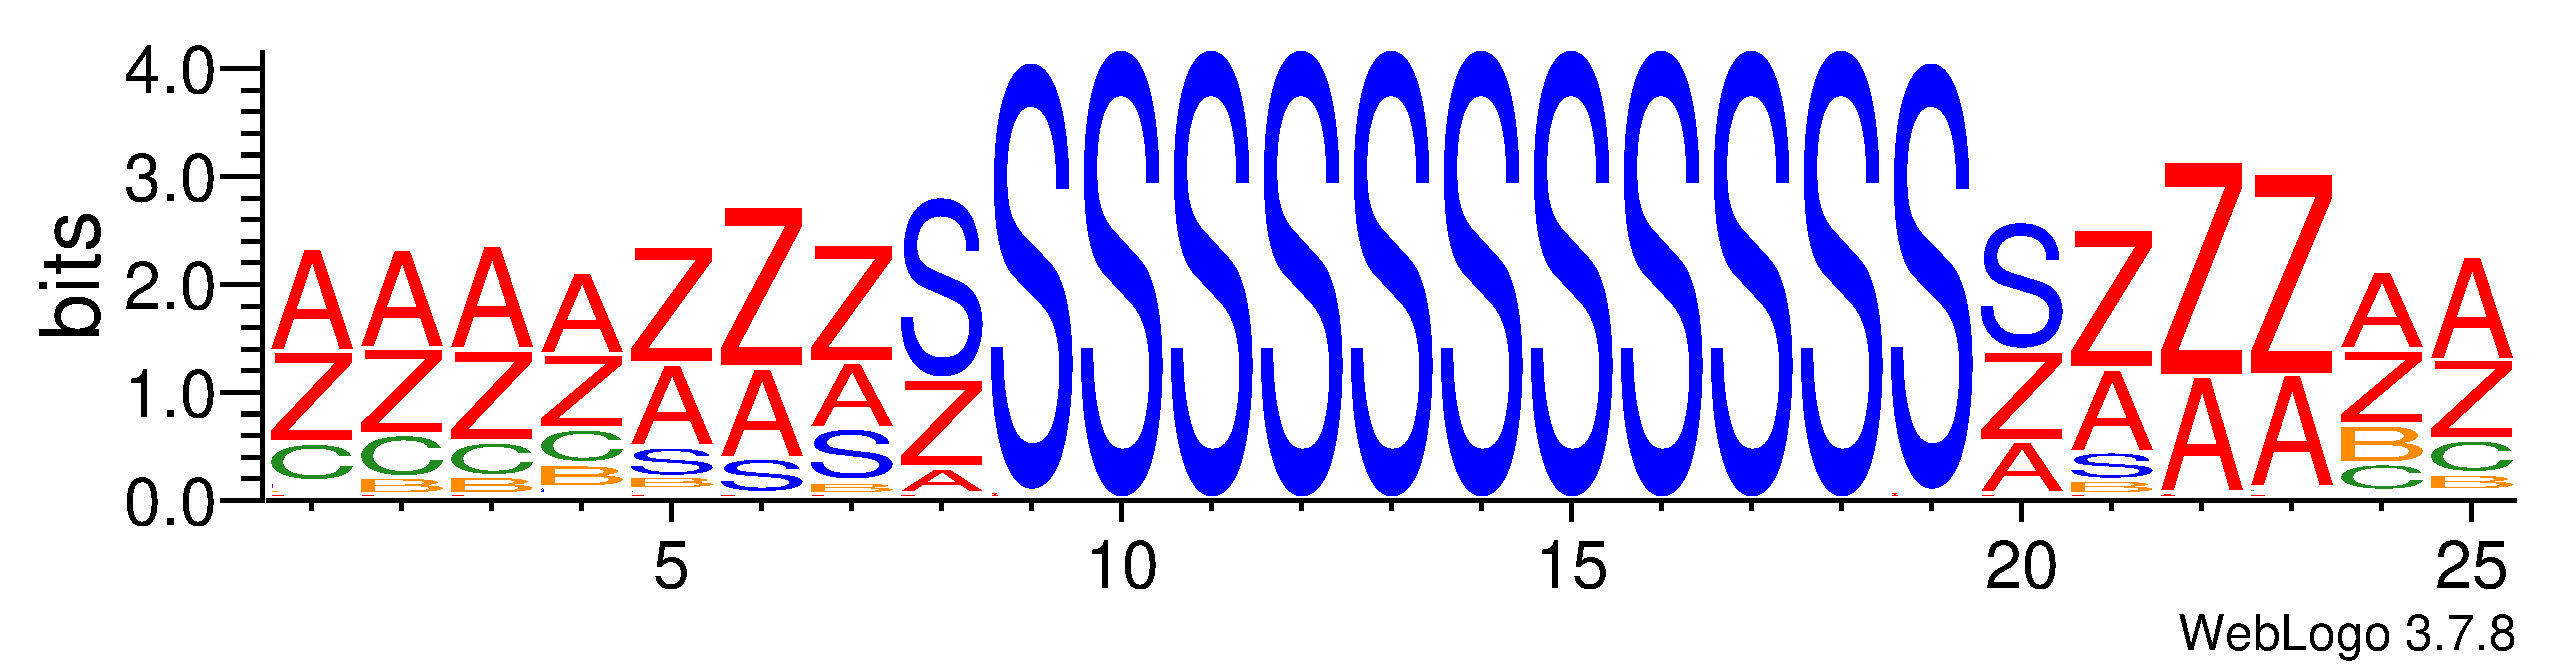 4.0
3.0
2.0
1.0
0.0
bits
A A A A Z Z Z S S S S S S S S S S S S S Z Z Z A A
Z Z Z Z A A A Z Z A A A Z Z
C C C C S S S A A S B C
B B B B B B C B
5 10 15 20 25
WebLogo 3.7.8